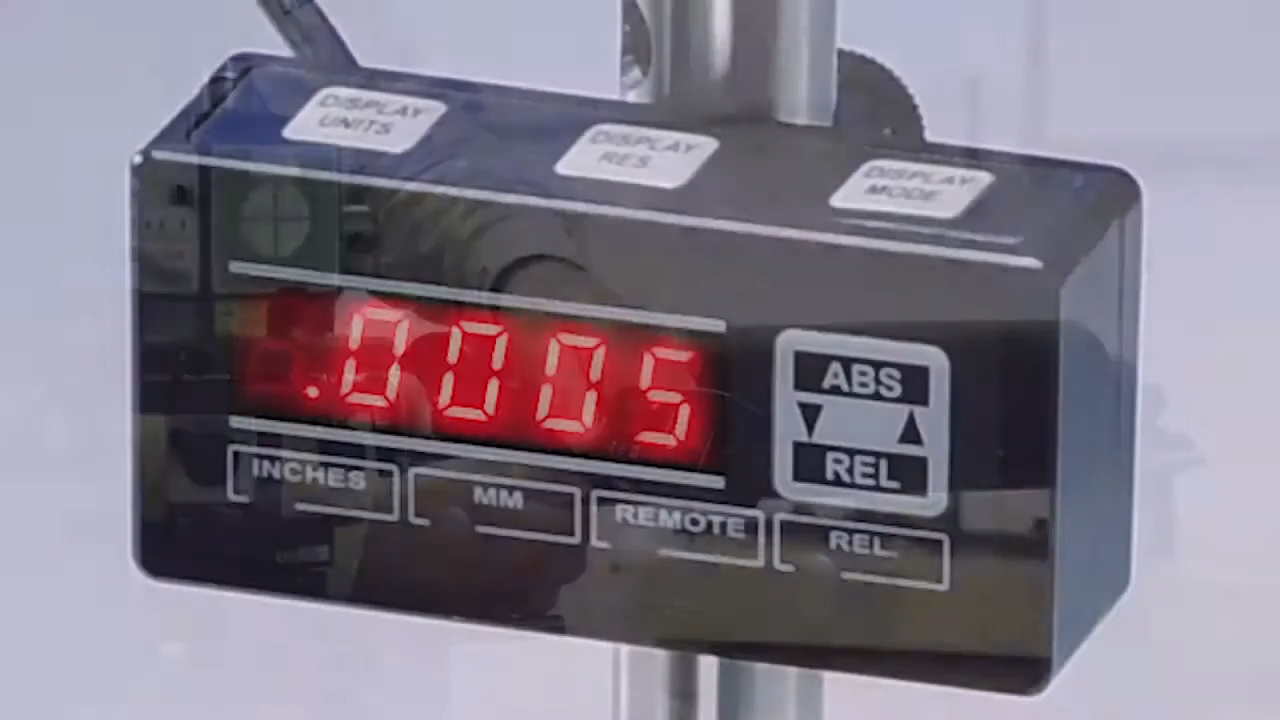 DISPLAY
UNITS
DISPLAY
RES
DISPLAY
MODE
.0005
ABS
REL
INCHES
MM
REMOTE
REL